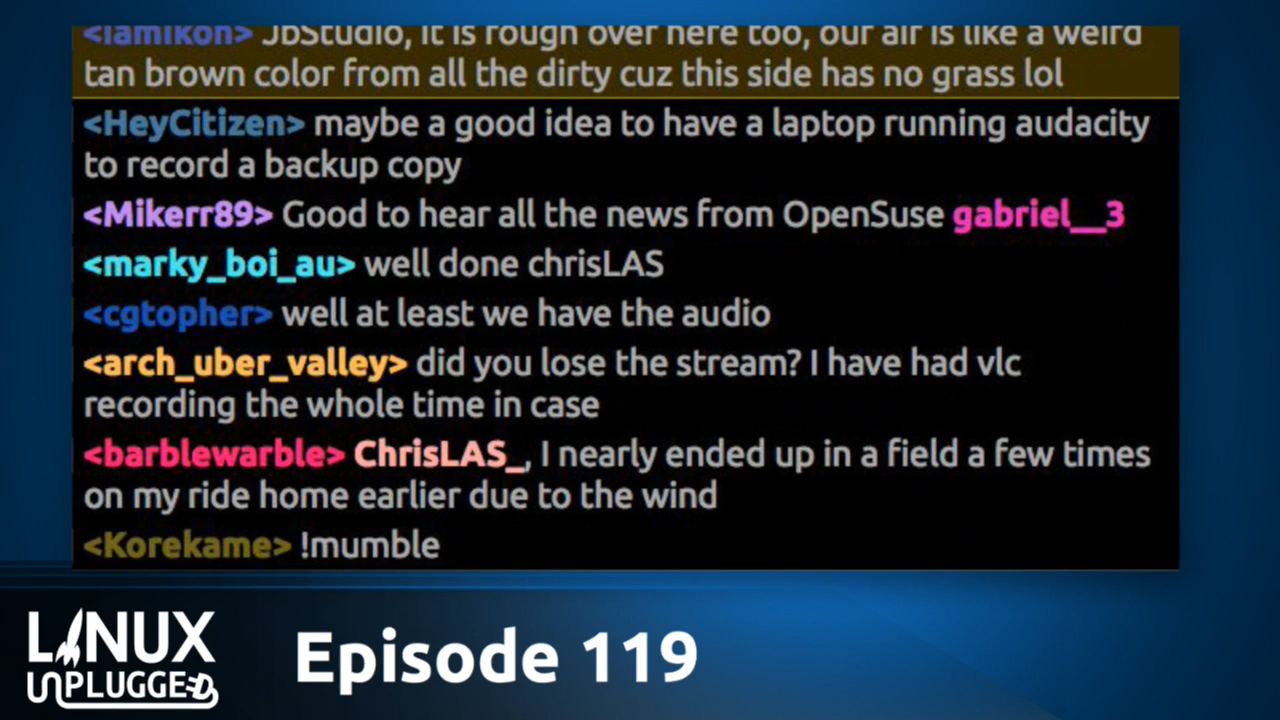 <iamikon> JbStudio, it is rough over here too, our air is like a weird
tan brown color from all the dirty cuz this side has no grass lol
<HeyCitizen> maybe a good idea to have a laptop running audacity
to record a backup copy
<Mikerr89> Good to hear all the news from OpenSuse gabriel__3
<marky_boi_au> well done chrisLAS
<cgtopher> well at least we have the audio
<arch_uber_valley> did you lose the stream? I have had vlc
recording the whole time in case
<barblewarble> ChrisLAS_, I nearly ended up in a field a few times
on my ride home earlier due to the wind
<Korekame> !mumble
LINUX
UNPLUGGED
Episode 119